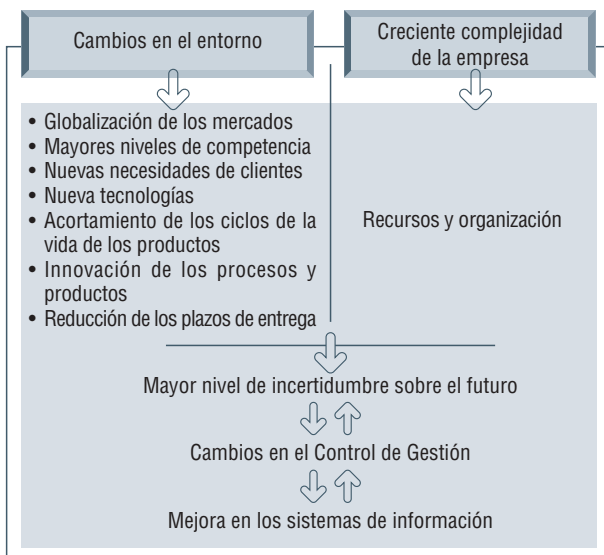 Cambios en el entorno
Creciente complejidad
de la empresa
• Globalización de los mercados
• Mayores niveles de competencia
• Nuevas necesidades de clientes
• Nueva tecnologías
• Acortamiento de los ciclos de la
vida de los productos
• Innovación de los procesos y
productos
• Reducción de los plazos de entrega
Recursos y organización
Mayor nivel de incertidumbre sobre el futuro
Cambios en el Control de Gestión
Mejora en los sistemas de información